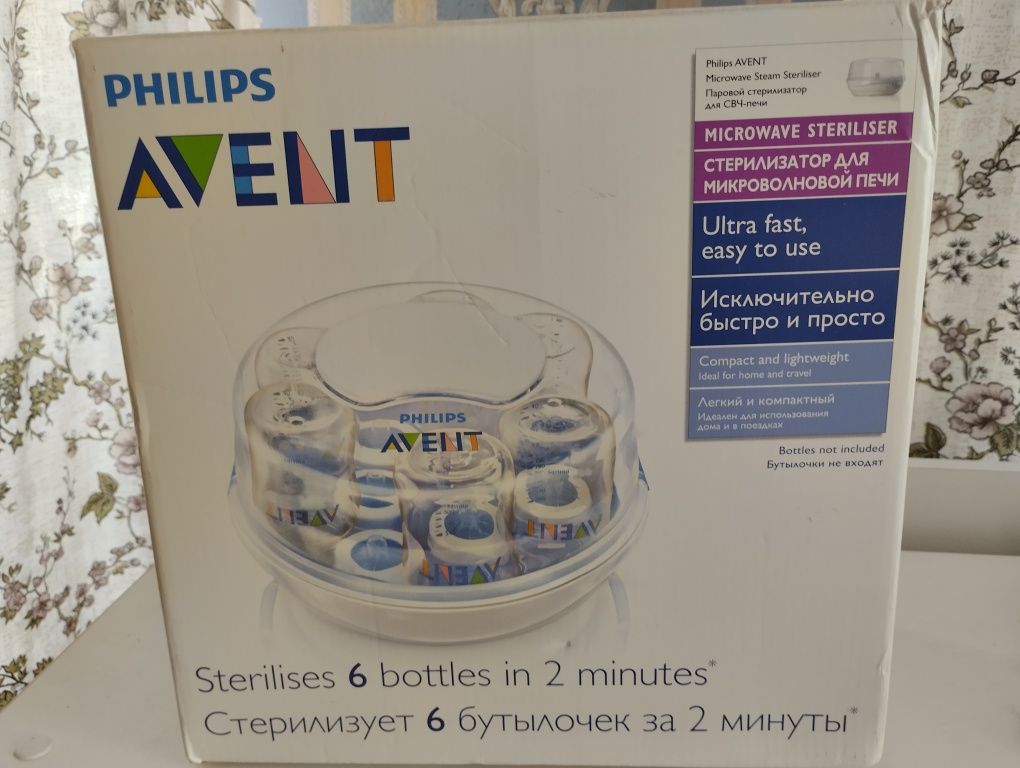 PHILIPS
AVENT
Philips AVENT
Microwave Steam Steriliser
Паровой стерилизатор
для СВЧ-печи
MICROWAVE STERILISER
СТЕРИЛИЗАТОР ДЛЯ
МИКРОВОЛНОВОЙ ПЕЧИ
Ultra fast,
easy to use
Исключительно
быстро и просто
Compact and lightweight
Ideal for home and travel
Легкий и компактный
Идеален для использования
дома и в поездках
Bottles not included
Бутылочки не входят
PHILIPS
AVENT
AVENT
AVENT
AVENT
Sterilises 6 bottles in 2 minutes*
Стерилизует 6 бутылочек за 2 минуты*